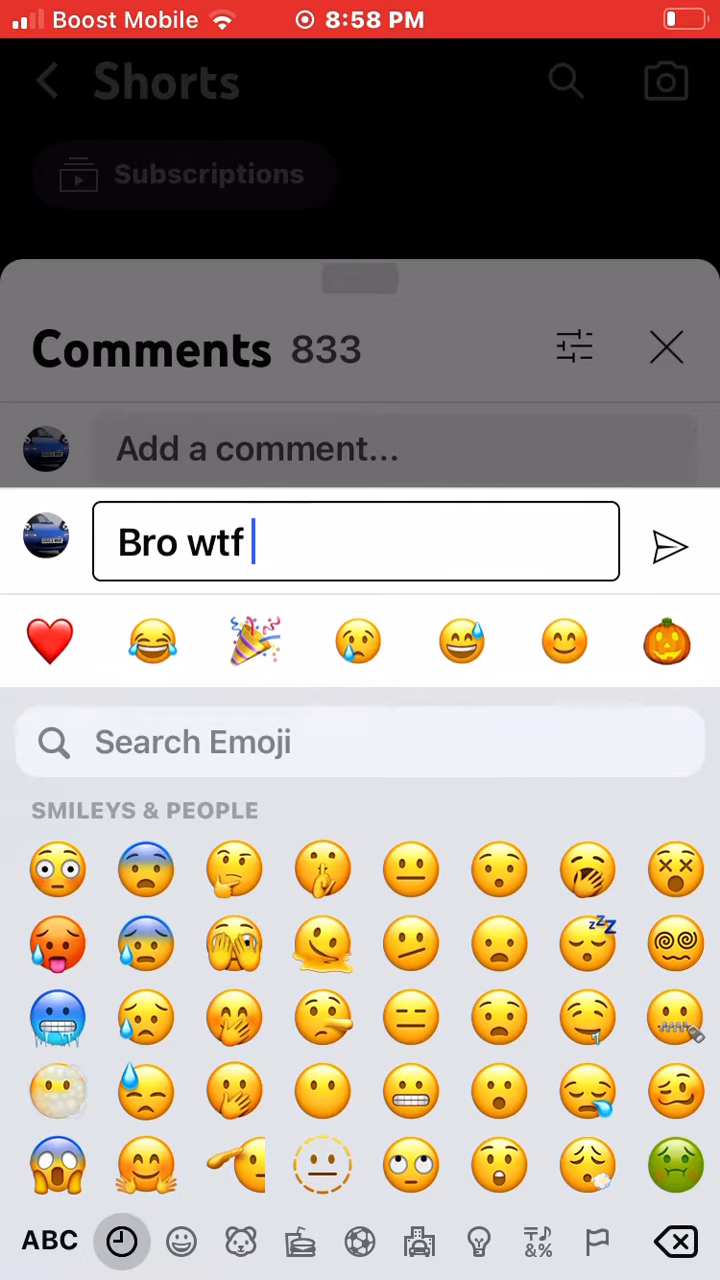 Boost Mobile 8:58 PM
Shorts
Subscriptions
Comments 833
Add a comment...
Bro wtf
Search Emoji
SMILEYS & PEOPLE
ABC